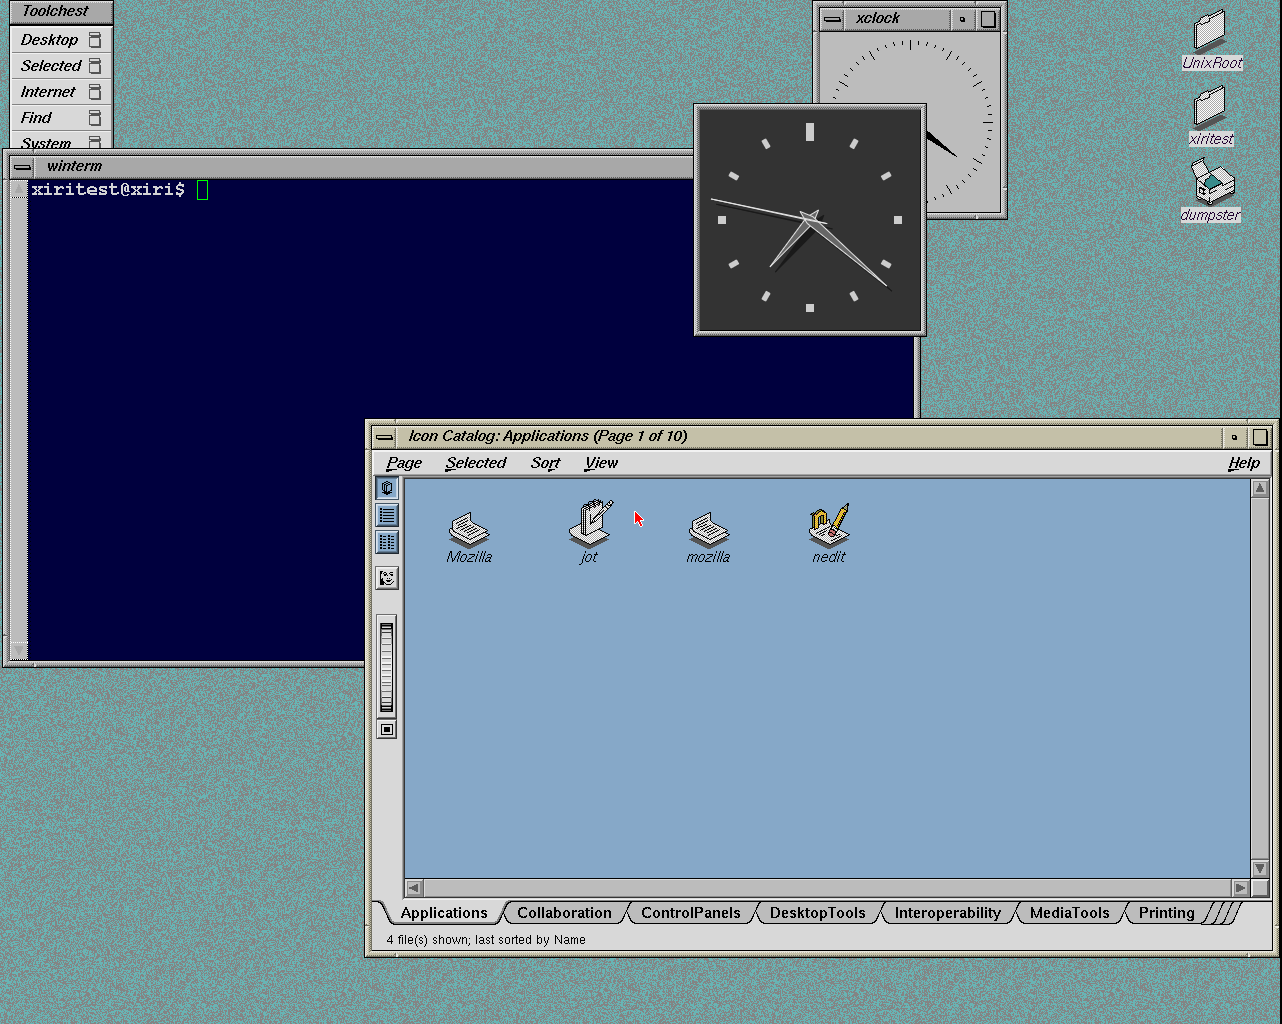 Toolchest
Desktop
Selected
Internet
Find
System
xclock
UnixRoot
xiritest
dumpster
winterm
xiritest@xiri$
Icon Catalog: Applications (Page 1 of 10)
Page Selected Sort View Help
Mozilla jot mozilla nedit
Applications Collaboration ControlPanels DesktopTools Interoperability MediaTools Printing
4 file(s) shown; last sorted by Name